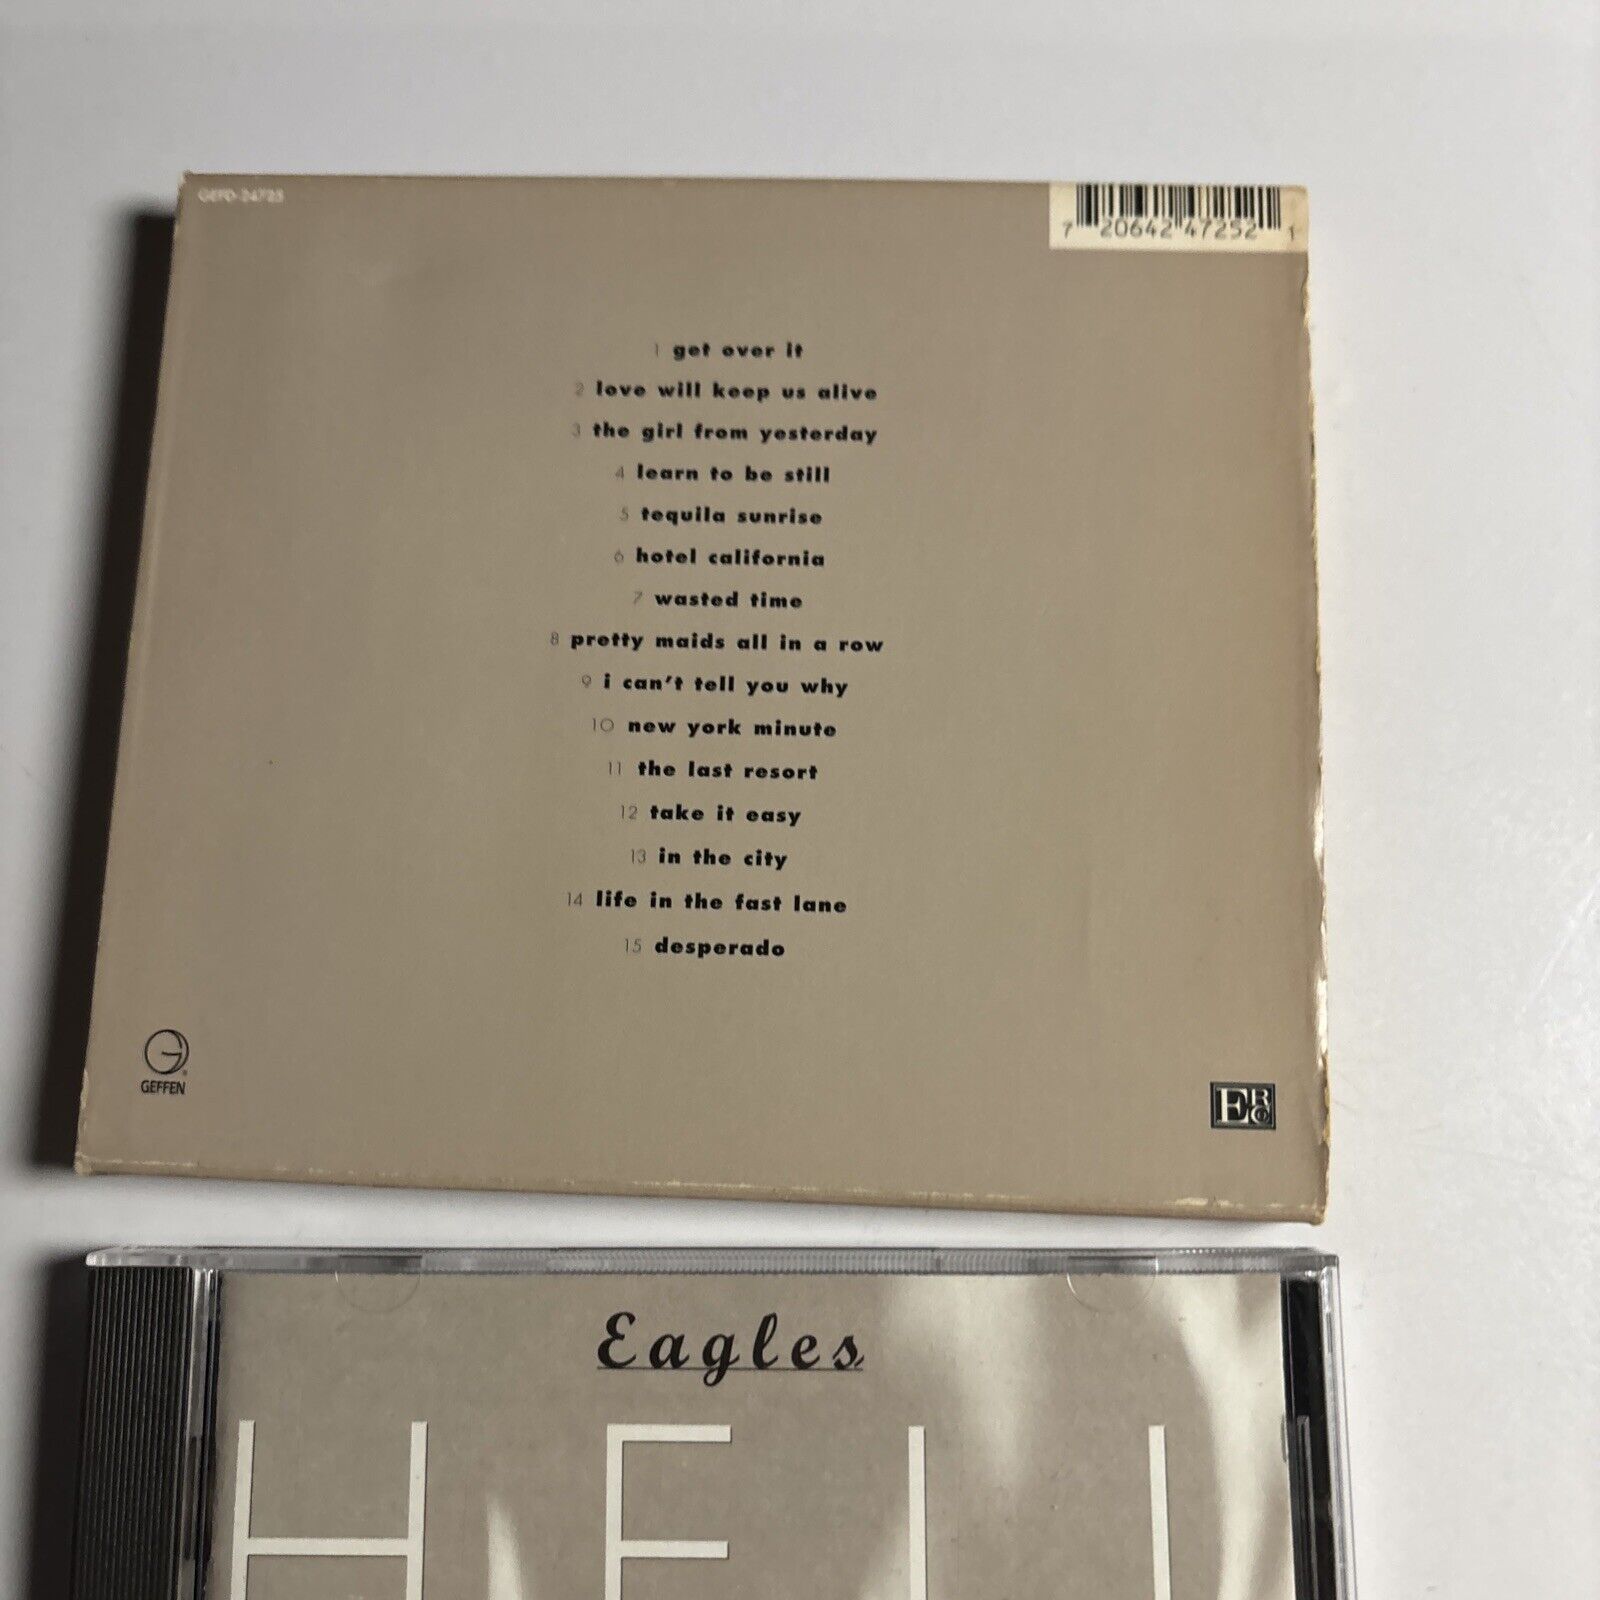 GEFD-24725
7 20642 47252 1
1 get over it
2 love will keep us alive
3 the girl from yesterday
4 learn to be still
5 tequila sunrise
6 hotel california
7 wasted time
8 pretty maids all in a row
9 i can't tell you why
10 new york minute
11 the last resort
12 take it easy
13 in the city
14 life in the fast lane
15 desperado
GEFFEN
ERC
Eagles
HELL